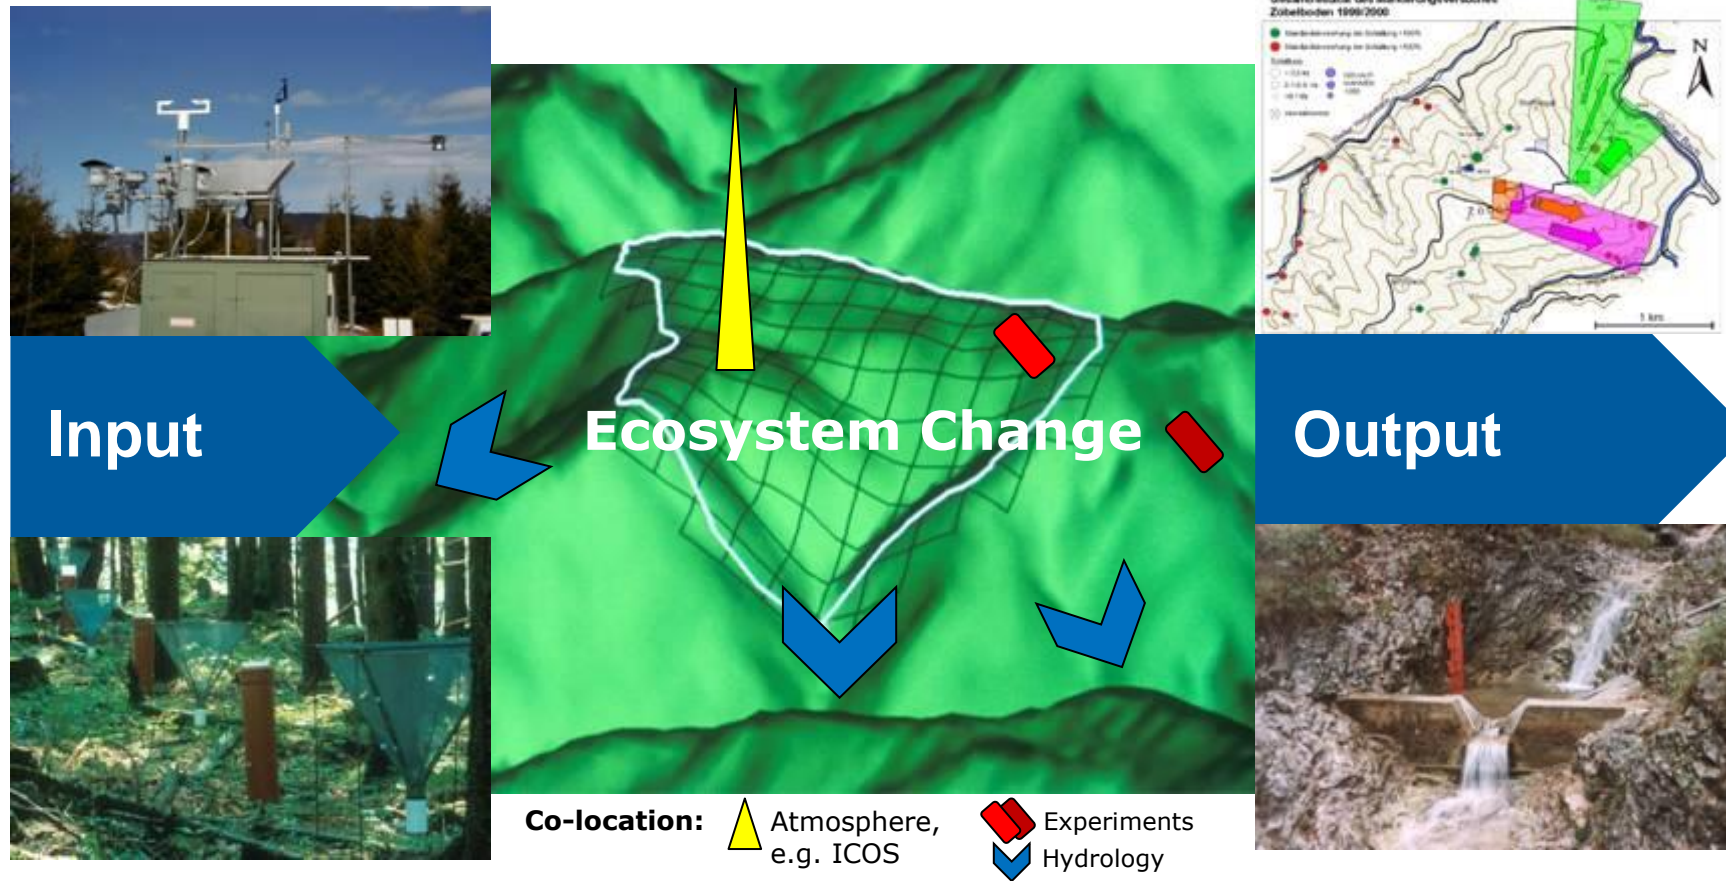 Zöbelboden 1999/2000
N
1 km
Input
Ecosystem Change
Output
Co-location:
Atmosphere,
e.g. ICOS
Experiments
Hydrology